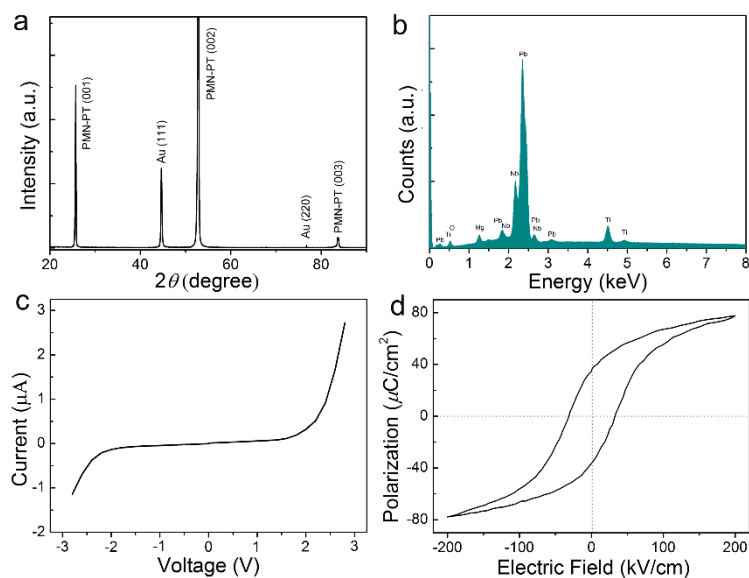 a
Intensity (a.u.)
PMN-PT (001)
Au (111)
PMN-PT (002)
Au (220)
PMN-PT (003)
20 40 60 80
2θ (degree)
b
Counts (a.u.)
Pb
Ti
O
Mg
Pb
Nb
Nb
Pb
Pb
Nb
Pb
Ti
Ti
0 1 2 3 4 5 6 7 8
Energy (keV)
c
Current (μA)
3
2
1
0
-1
-2
-3 -2 -1 0 1 2 3
Voltage (V)
d
Polarization (μC/cm²)
80
40
0
-40
-80
-200 -100 0 100 200
Electric Field (kV/cm)